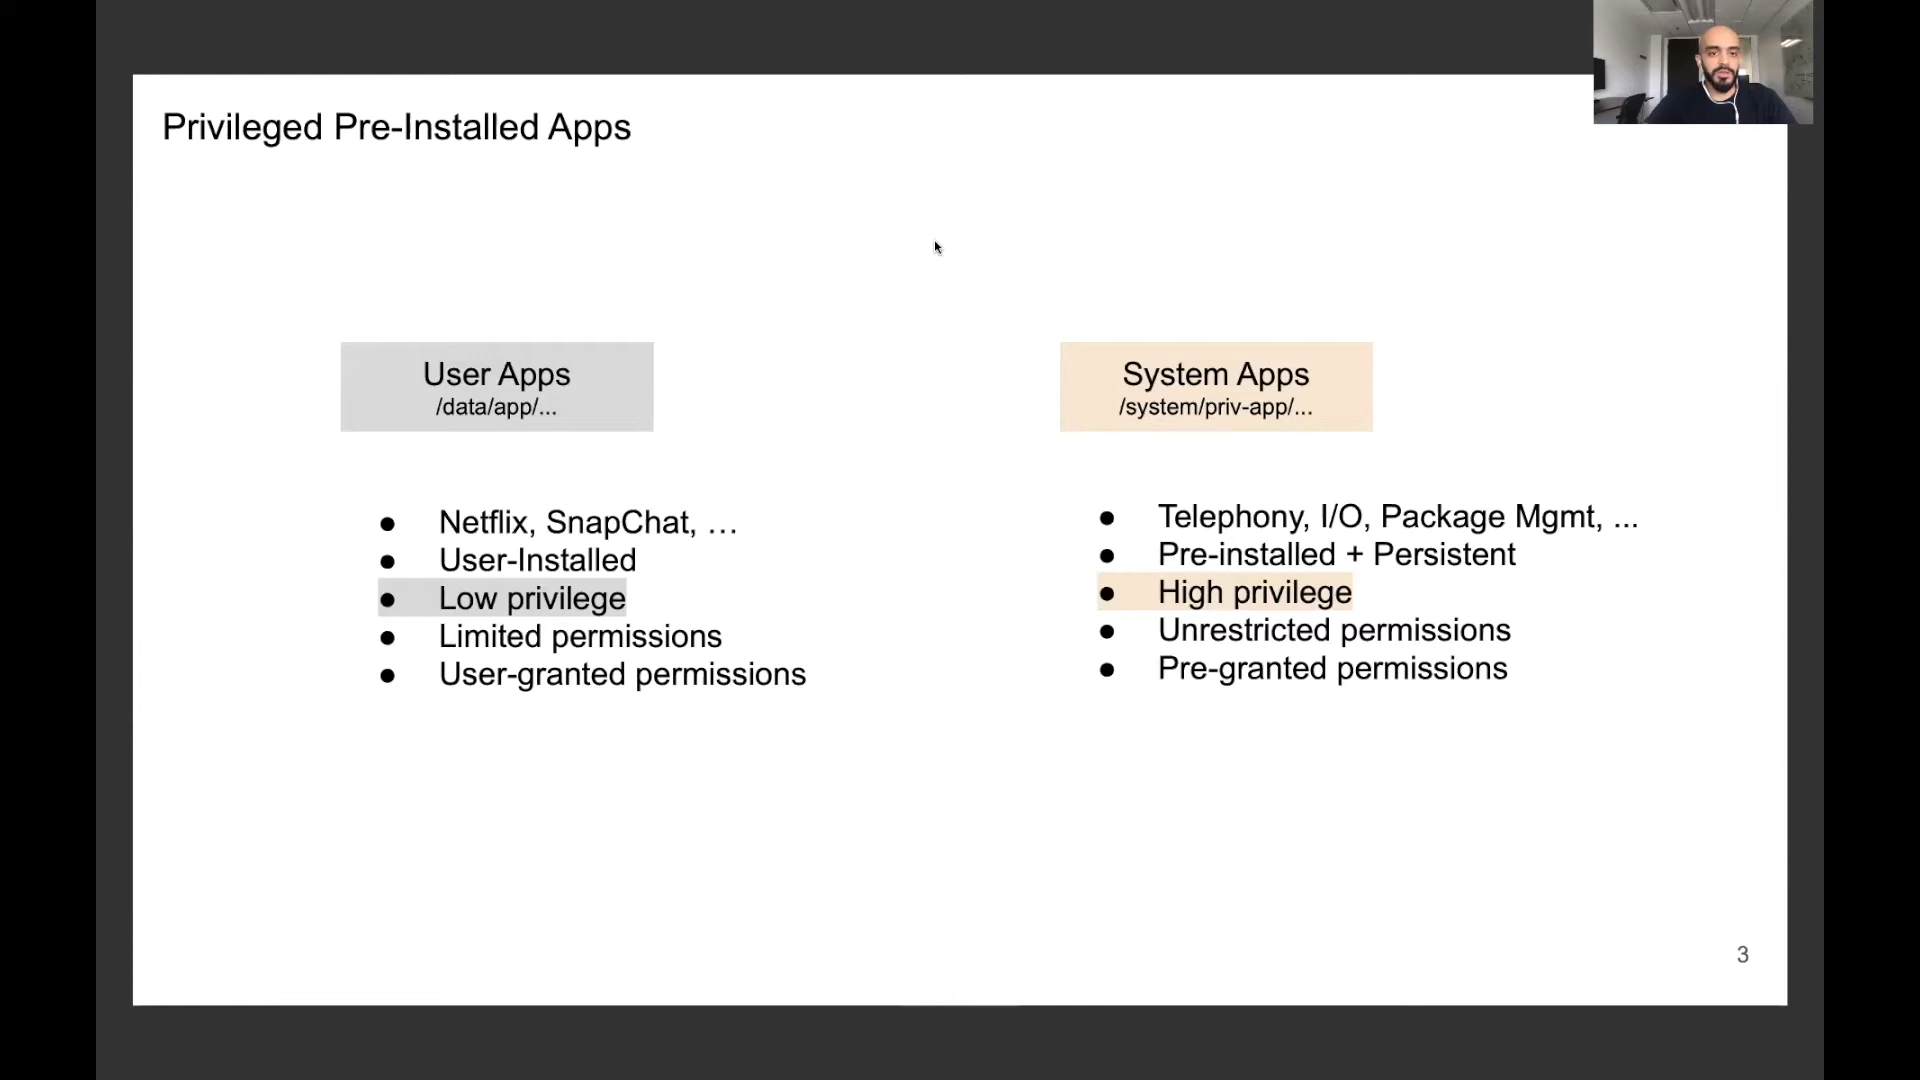 Privileged Pre-Installed Apps
User Apps
/data/app/...
● Netflix, SnapChat, …
● User-Installed
● Low privilege
● Limited permissions
● User-granted permissions
System Apps
/system/priv-app/...
● Telephony, I/O, Package Mgmt, ...
● Pre-installed + Persistent
● High privilege
● Unrestricted permissions
● Pre-granted permissions
3